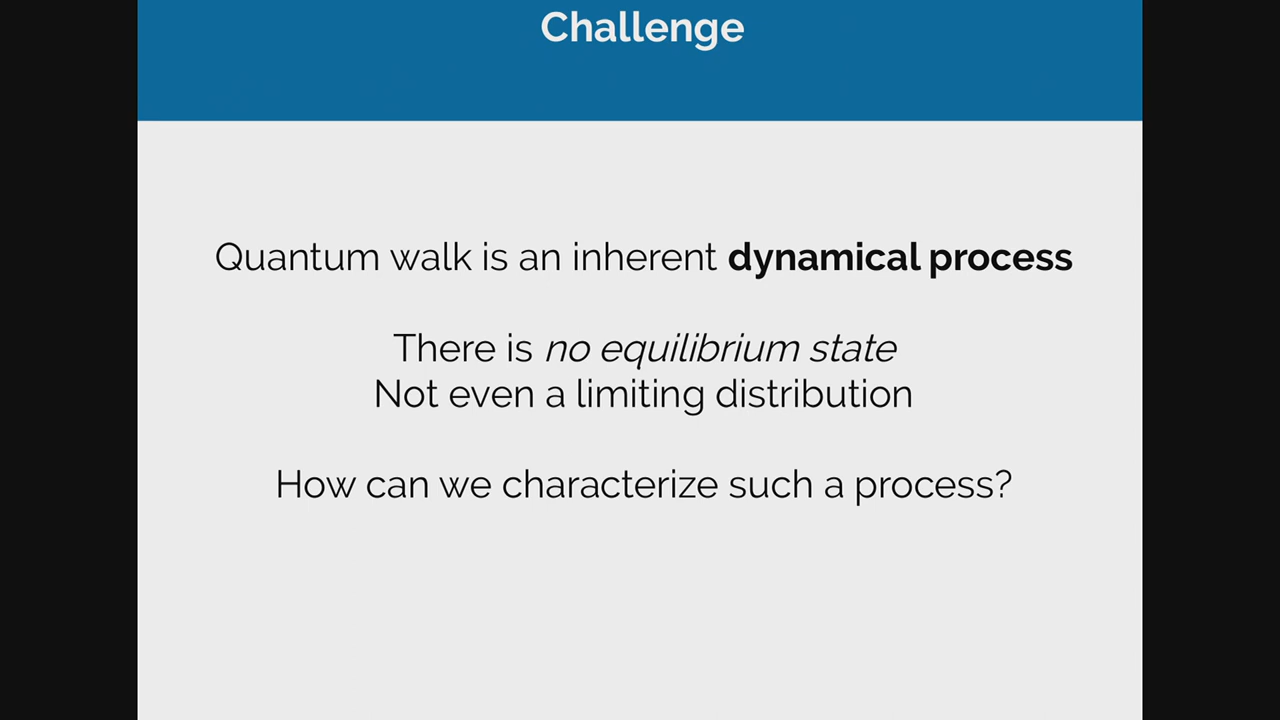 Challenge
Quantum walk is an inherent dynamical process
There is no equilibrium state
Not even a limiting distribution
How can we characterize such a process?